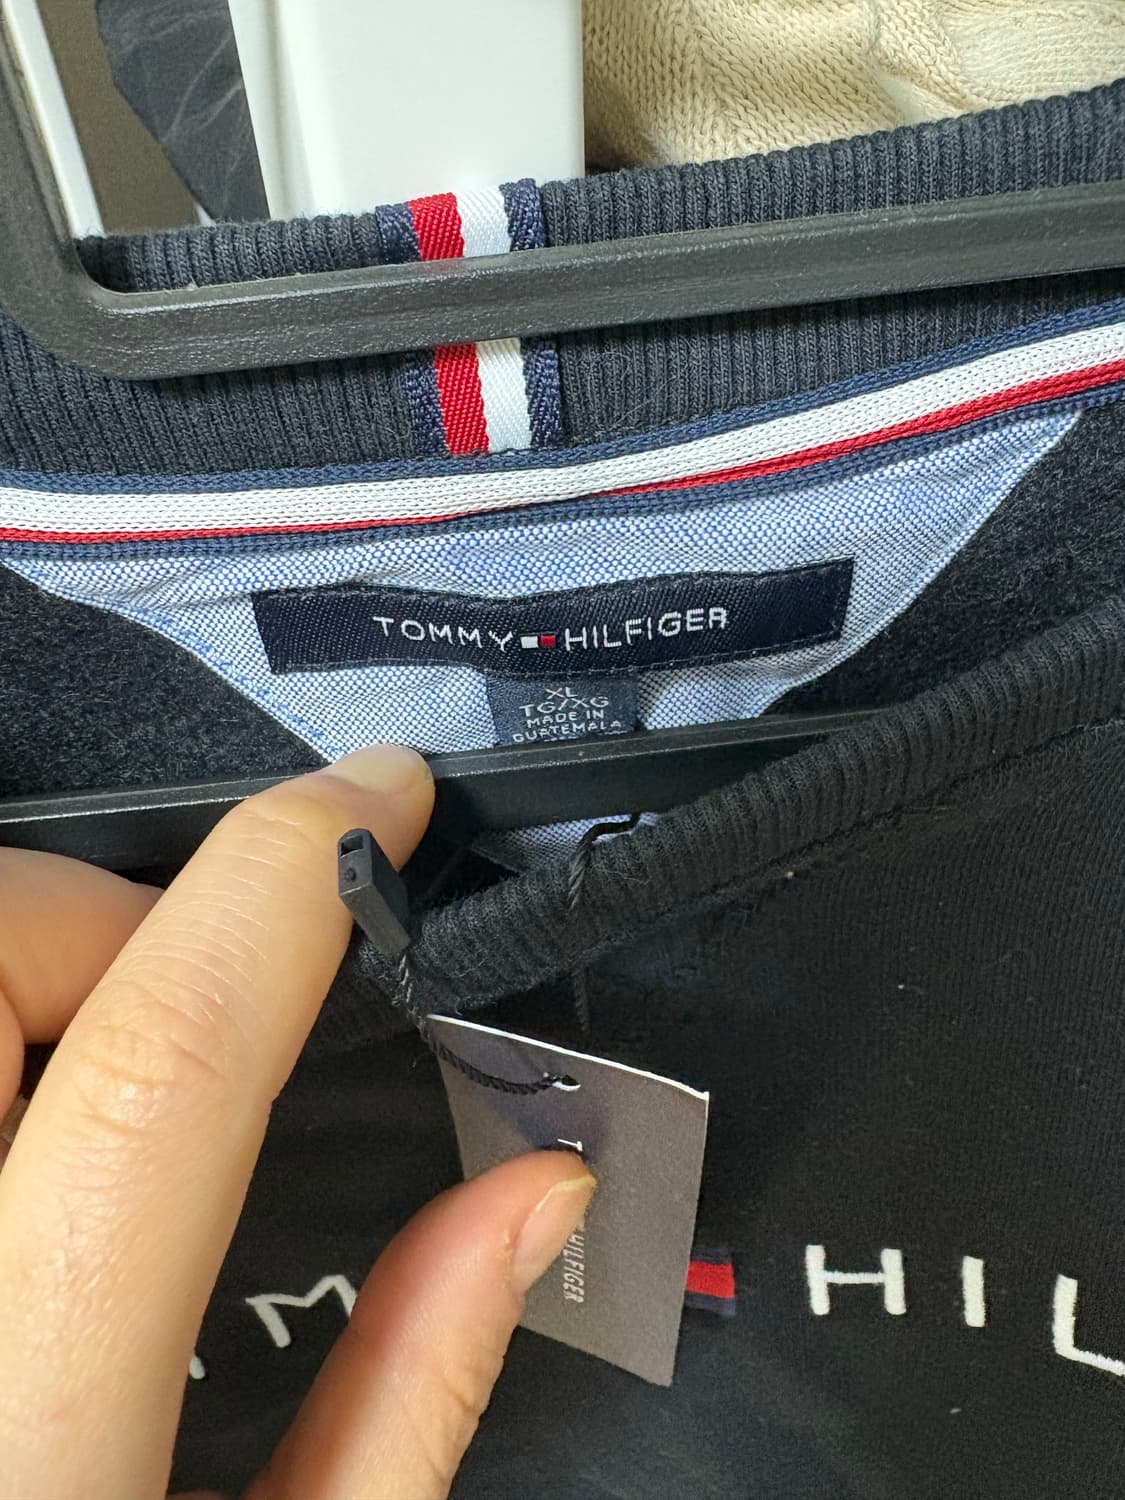 TOMMY HILFIGER
XL
TG/XG
MADE IN
GUATEMALA
HILFIGER
M HIL